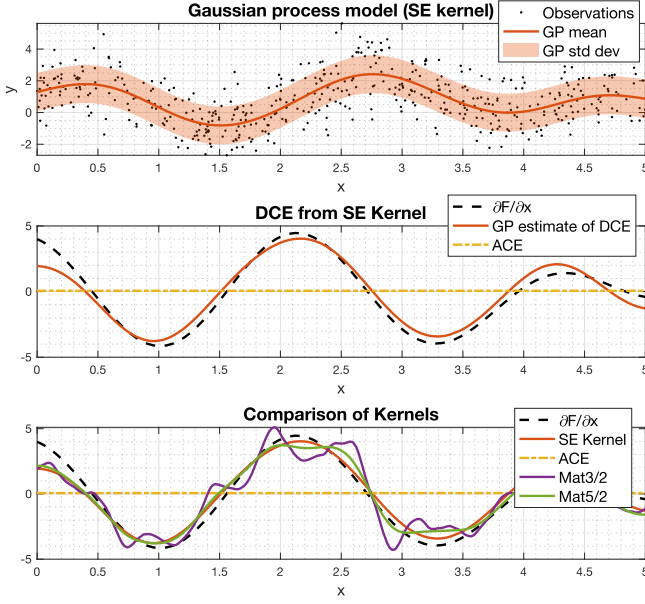 Gaussian process model (SE kernel)
Observations
GP mean
GP std dev
y
4
2
0
-2
0 0.5 1 1.5 2 2.5 3 3.5 4 4.5 5
x
DCE from SE Kernel
∂F/∂x
GP estimate of DCE
ACE
5
0
-5
0 0.5 1 1.5 2 2.5 3 3.5 4 4.5 5
x
Comparison of Kernels
∂F/∂x
SE Kernel
ACE
Mat3/2
Mat5/2
5
0
-5
0 0.5 1 1.5 2 2.5 3 3.5 4 4.5 5
x